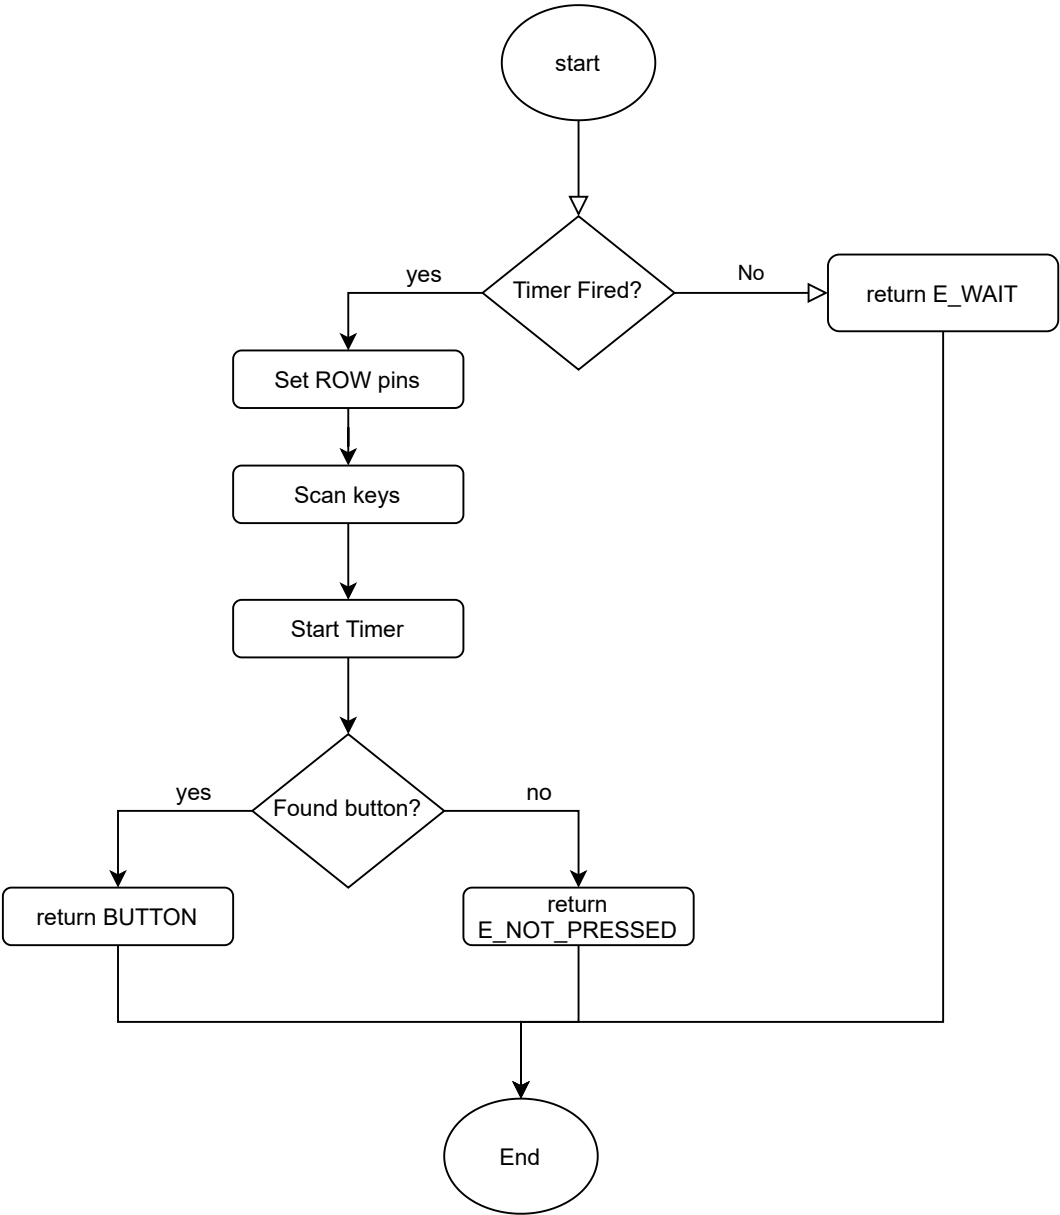 start
Timer Fired?
yes
No
return E_WAIT
Set ROW pins
Scan keys
Start Timer
Found button?
yes
no
return BUTTON
return
E_NOT_PRESSED
End